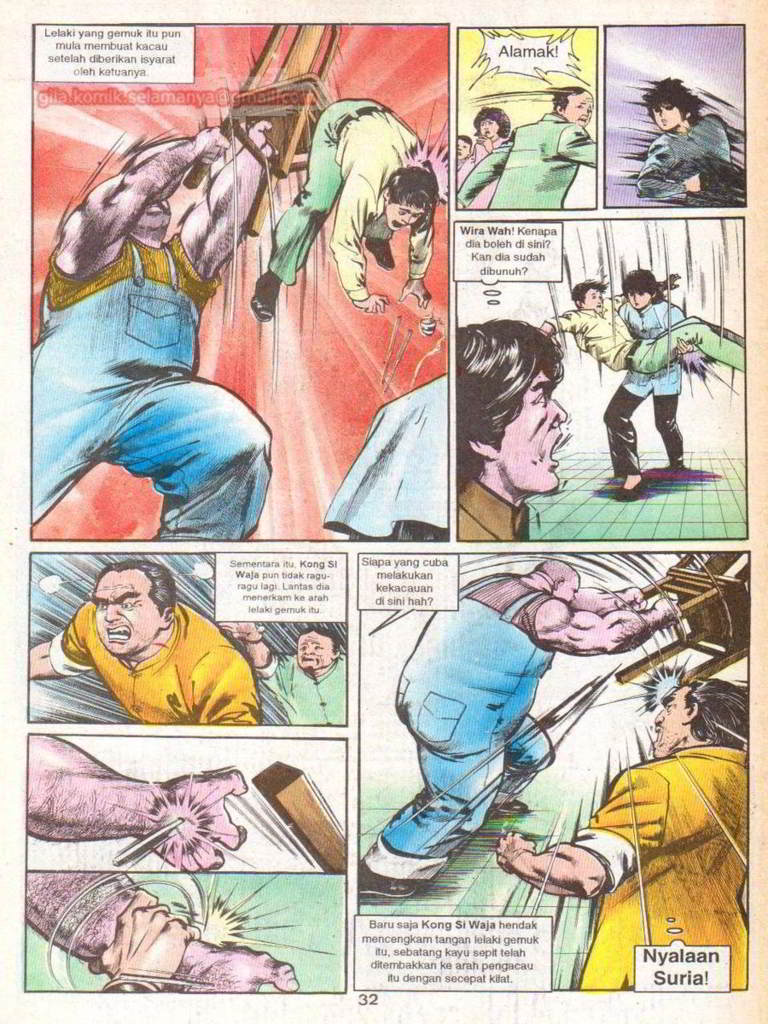 Lelaki yang gemuk itu pun
mula membuat kacau
setelah diberikan isyarat
oleh ketuanya.
gila.komik.selamanya@gmail.com
Alamak!
Wira Wah! Kenapa
dia boleh di sini?
Kan dia sudah
dibunuh?
Sementara itu, Kong Si
Waja pun tidak ragu-
ragu lagi. Lantas dia
menerkam ke arah
lelaki gemuk itu.
Siapa yang cuba
melakukan
kekacauan
di sini hah?
Baru saja Kong Si Waja hendak
mencengkam tangan lelaki gemuk
itu, sebatang kayu sepit telah
ditembakkan ke arah pengacau
itu dengan secepat kilat.
Nyalaan
Suria!
32